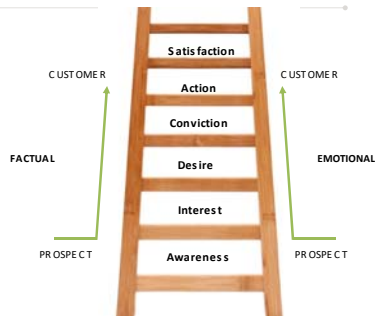 Satisfaction
CUSTOMER
CUSTOMER
Action
Conviction
FACTUAL
EMOTIONAL
Desire
Interest
PROSPECT
Awareness
PROSPECT